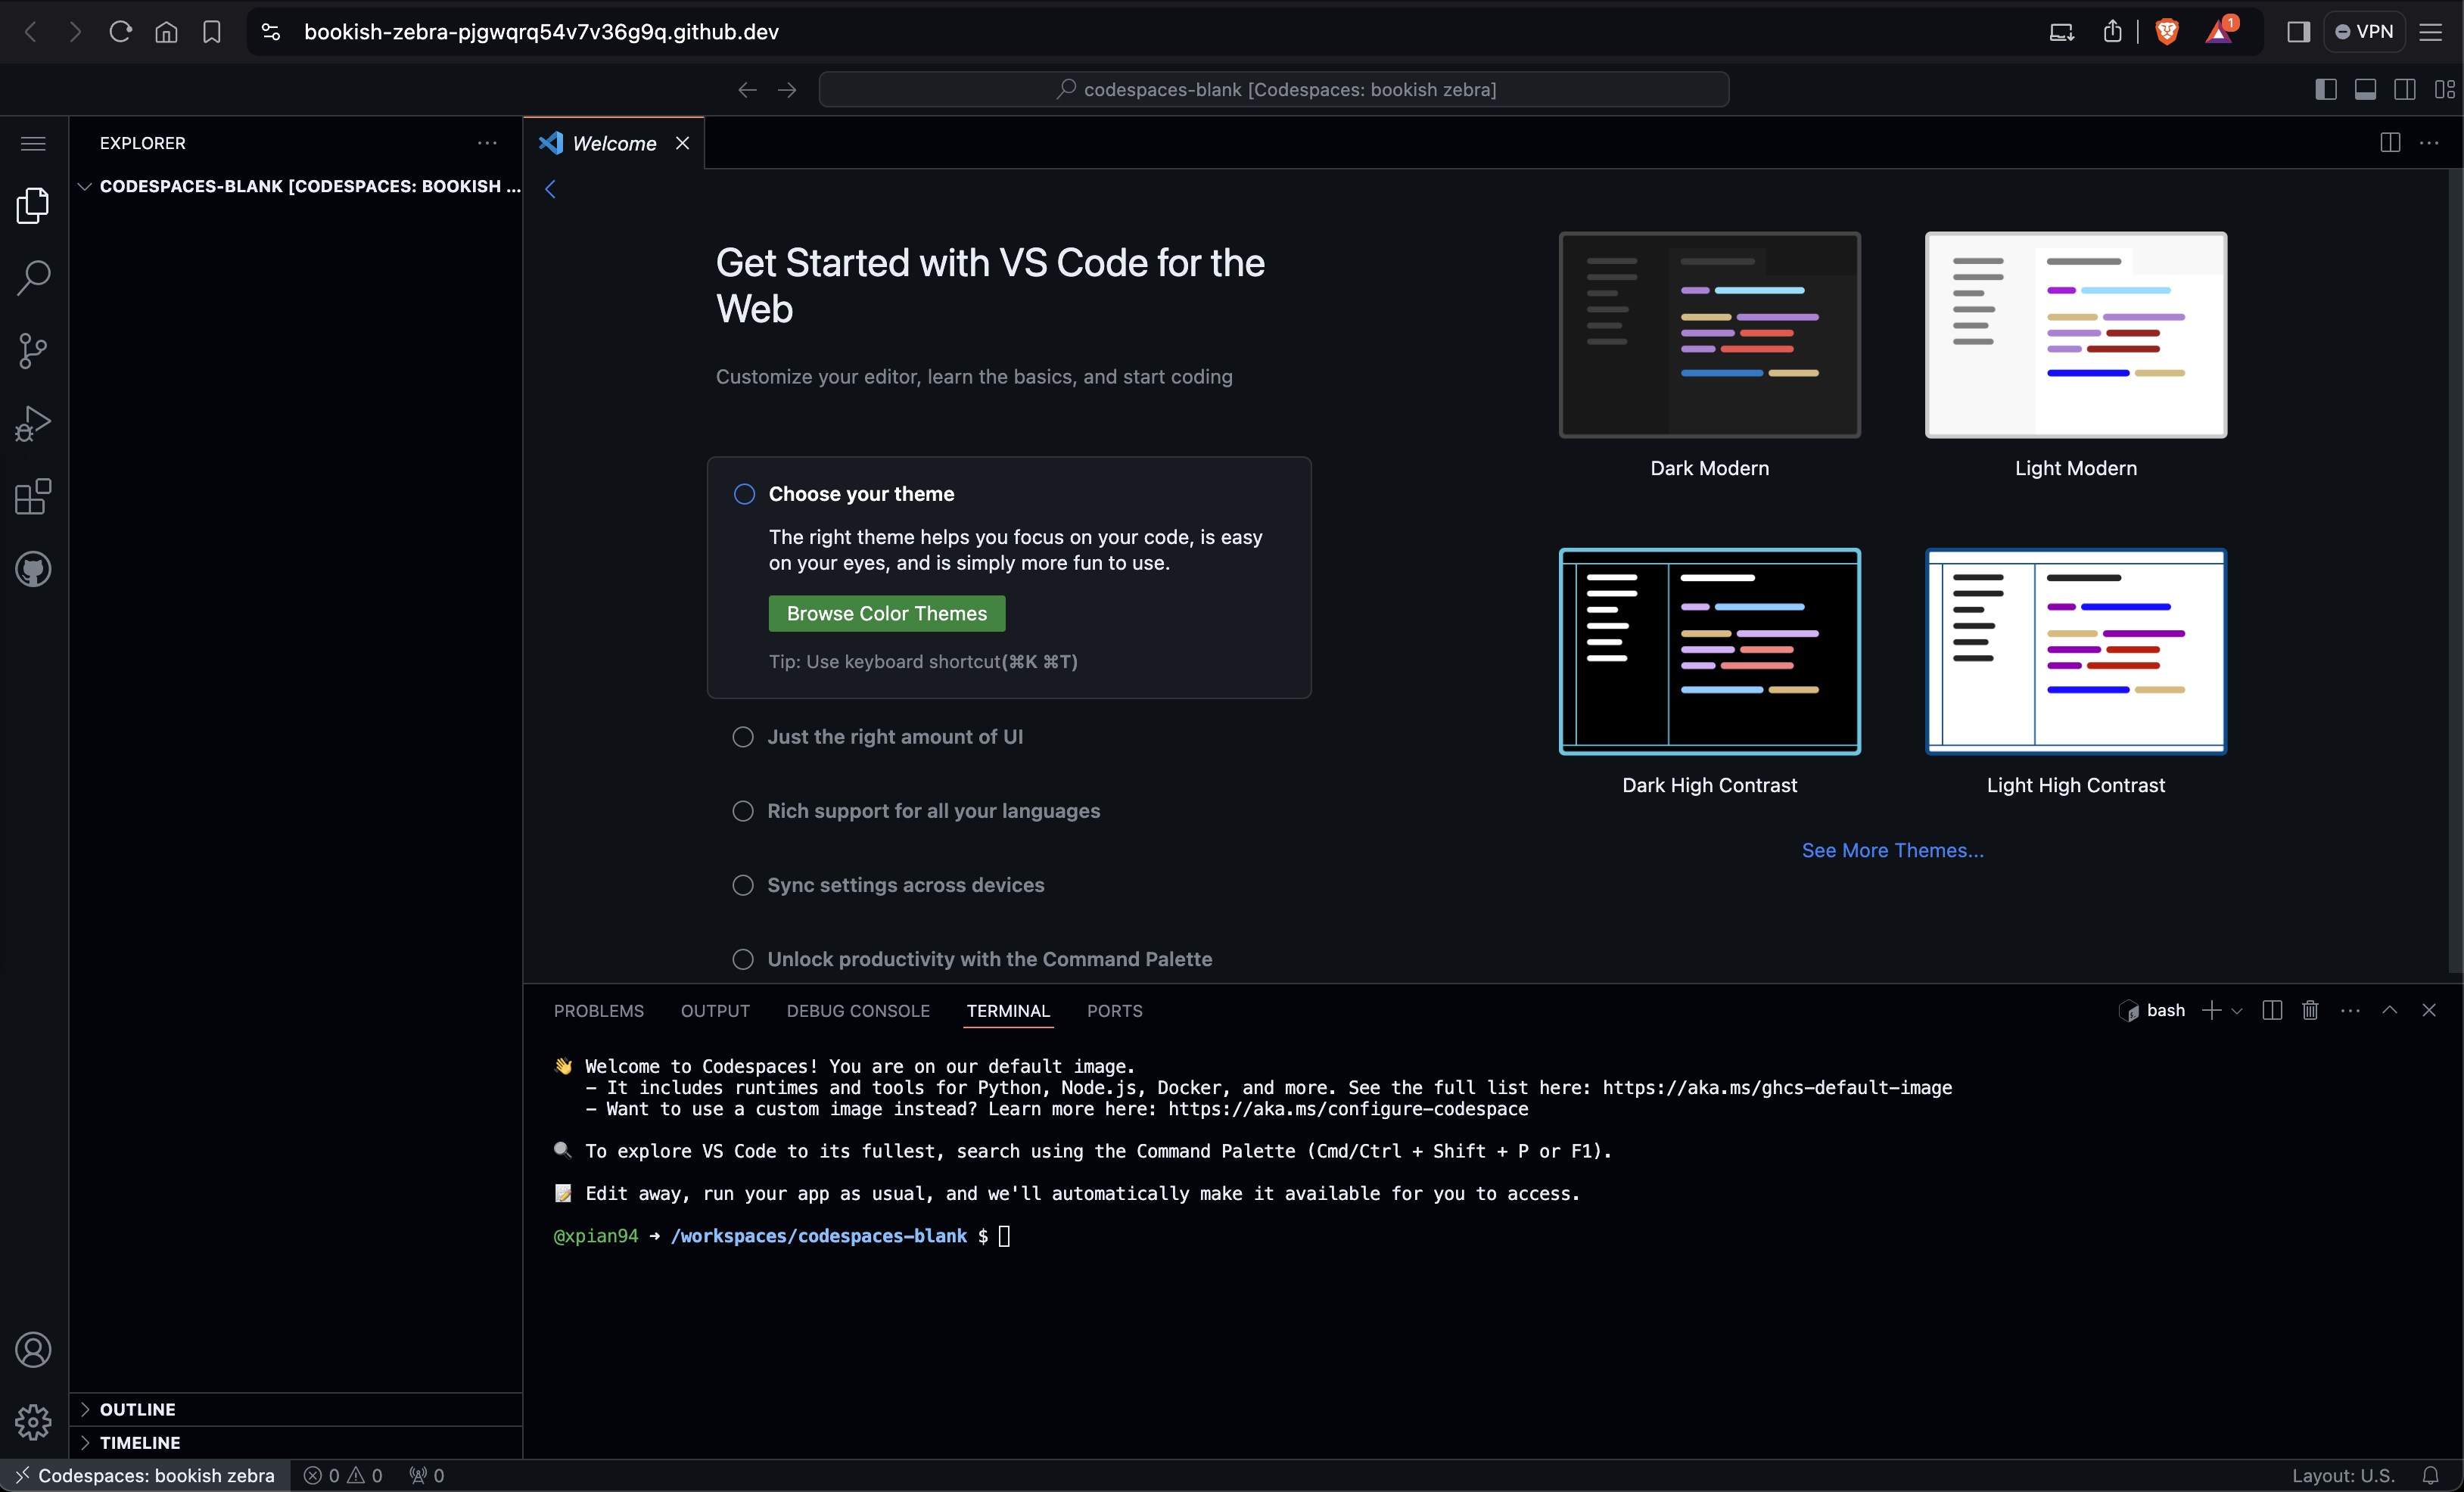 bookish-zebra-pjgwqrq54v7v36g9q.github.dev
1
VPN
codespaces-blank [Codespaces: bookish zebra]
EXPLORER
CODESPACES-BLANK [CODESPACES: BOOKISH ...
Welcome
Get Started with VS Code for the
Web
Customize your editor, learn the basics, and start coding
Choose your theme
The right theme helps you focus on your code, is easy
on your eyes, and is simply more fun to use.
Browse Color Themes
Tip: Use keyboard shortcut(⌘K ⌘T)
Just the right amount of UI
Rich support for all your languages
Sync settings across devices
Unlock productivity with the Command Palette
Dark Modern
Light Modern
Dark High Contrast
Light High Contrast
See More Themes...
PROBLEMS
OUTPUT
DEBUG CONSOLE
TERMINAL
PORTS
bash
👋 Welcome to Codespaces! You are on our default image.
- It includes runtimes and tools for Python, Node.js, Docker, and more. See the full list here: https://aka.ms/ghcs-default-image
- Want to use a custom image instead? Learn more here: https://aka.ms/configure-codespace
🔍 To explore VS Code to its fullest, search using the Command Palette (Cmd/Ctrl + Shift + P or F1).
📝 Edit away, run your app as usual, and we'll automatically make it available for you to access.
@xpian94 ➜ /workspaces/codespaces-blank $
OUTLINE
TIMELINE
Codespaces: bookish zebra
0
0
0
Layout: U.S.